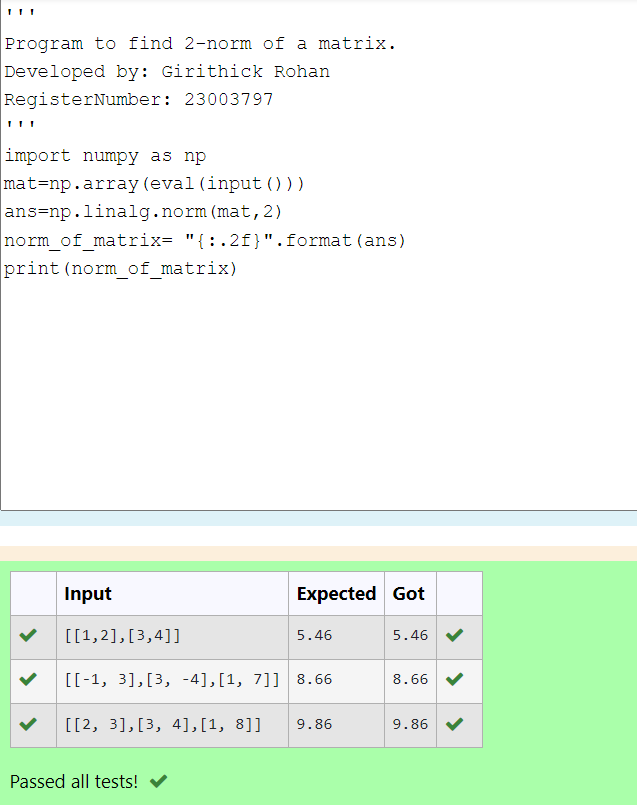 '''
Program to find 2-norm of a matrix.
Developed by: Girithick Rohan
RegisterNumber: 23003797
'''
import numpy as np
mat=np.array(eval(input()))
ans=np.linalg.norm(mat,2)
norm_of_matrix= "{:.2f}".format(ans)
print(norm_of_matrix)
Input Expected Got
[[1,2],[3,4]] 5.46 5.46
[[-1, 3],[3, -4],[1, 7]] 8.66 8.66
[[2, 3],[3, 4],[1, 8]] 9.86 9.86
Passed all tests!